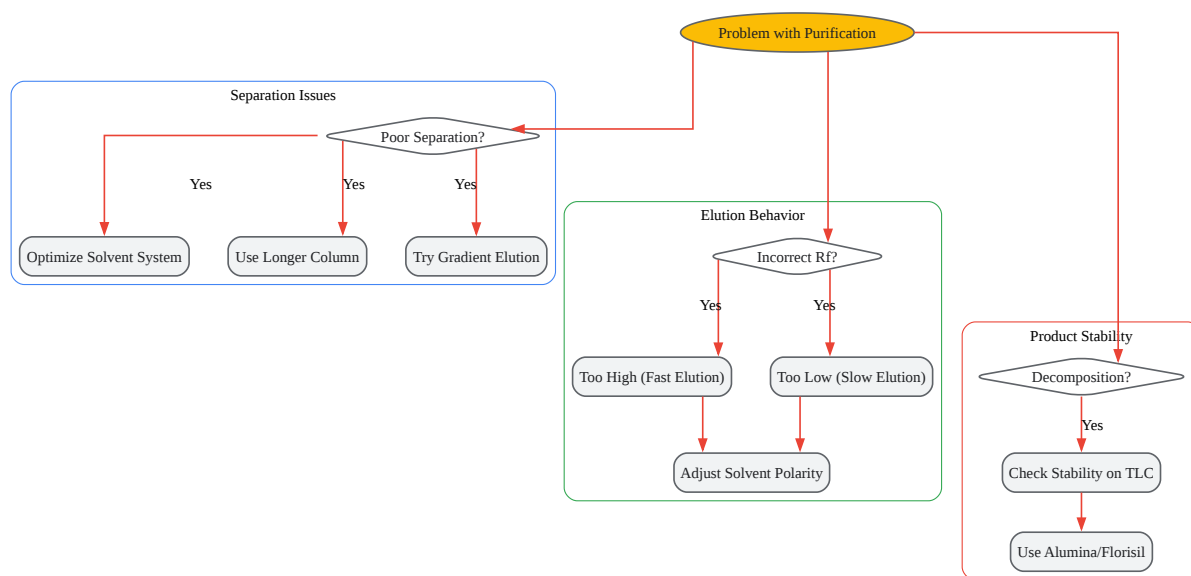 Problem with Purification
Separation Issues
Poor Separation?
Yes
Yes
Yes
Optimize Solvent System
Use Longer Column
Try Gradient Elution
Elution Behavior
Incorrect Rf?
Yes
Yes
Too High (Fast Elution)
Too Low (Slow Elution)
Adjust Solvent Polarity
Product Stability
Decomposition?
Yes
Check Stability on TLC
Use Alumina/Florisil